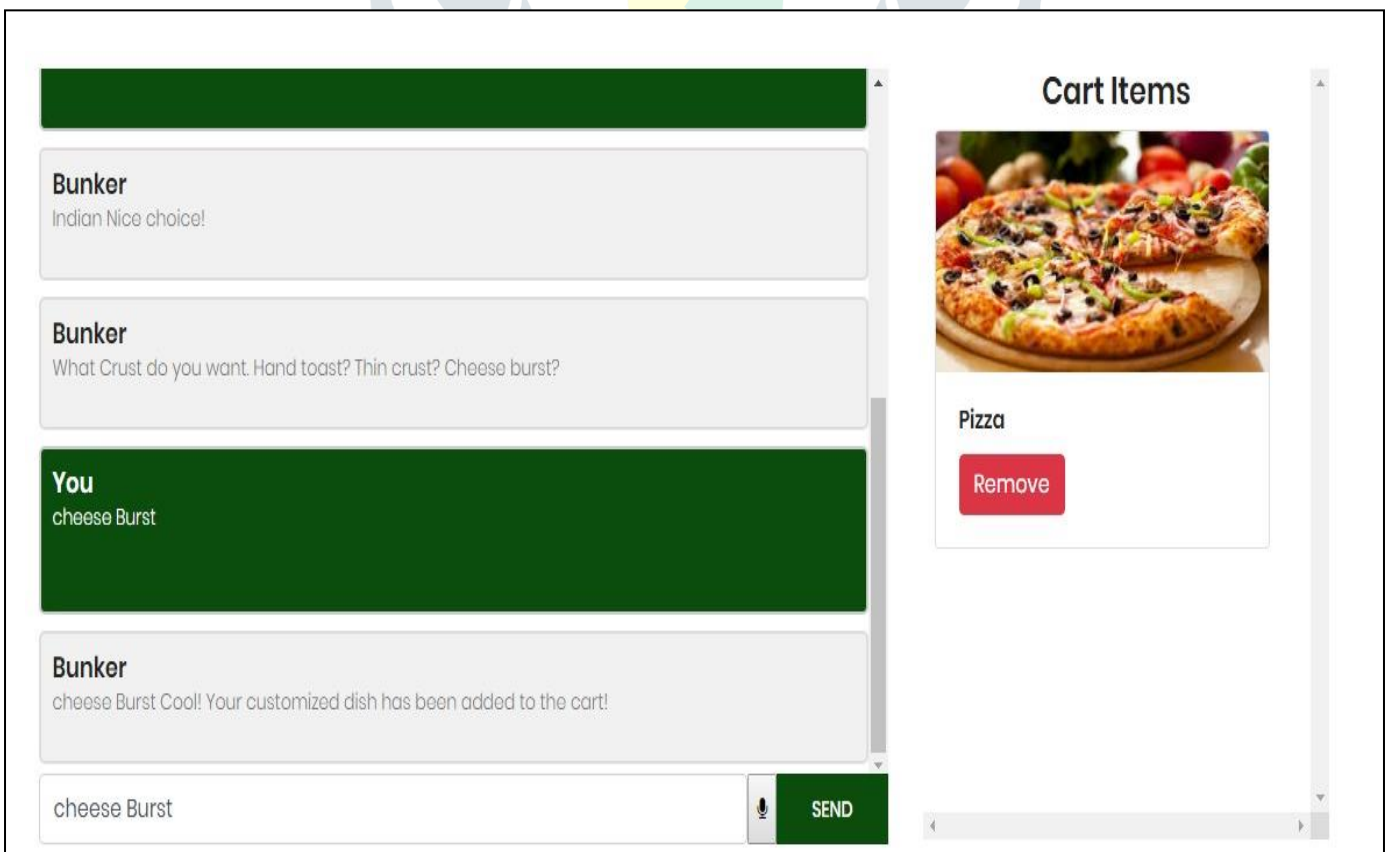 Bunker
Indian Nice choice!
Bunker
What Crust do you want. Hand toast? Thin crust? Cheese burst?
You
cheese Burst
Bunker
cheese Burst Cool! Your customized dish has been added to the cart!
cheese Burst
SEND
Cart Items
Pizza
Remove